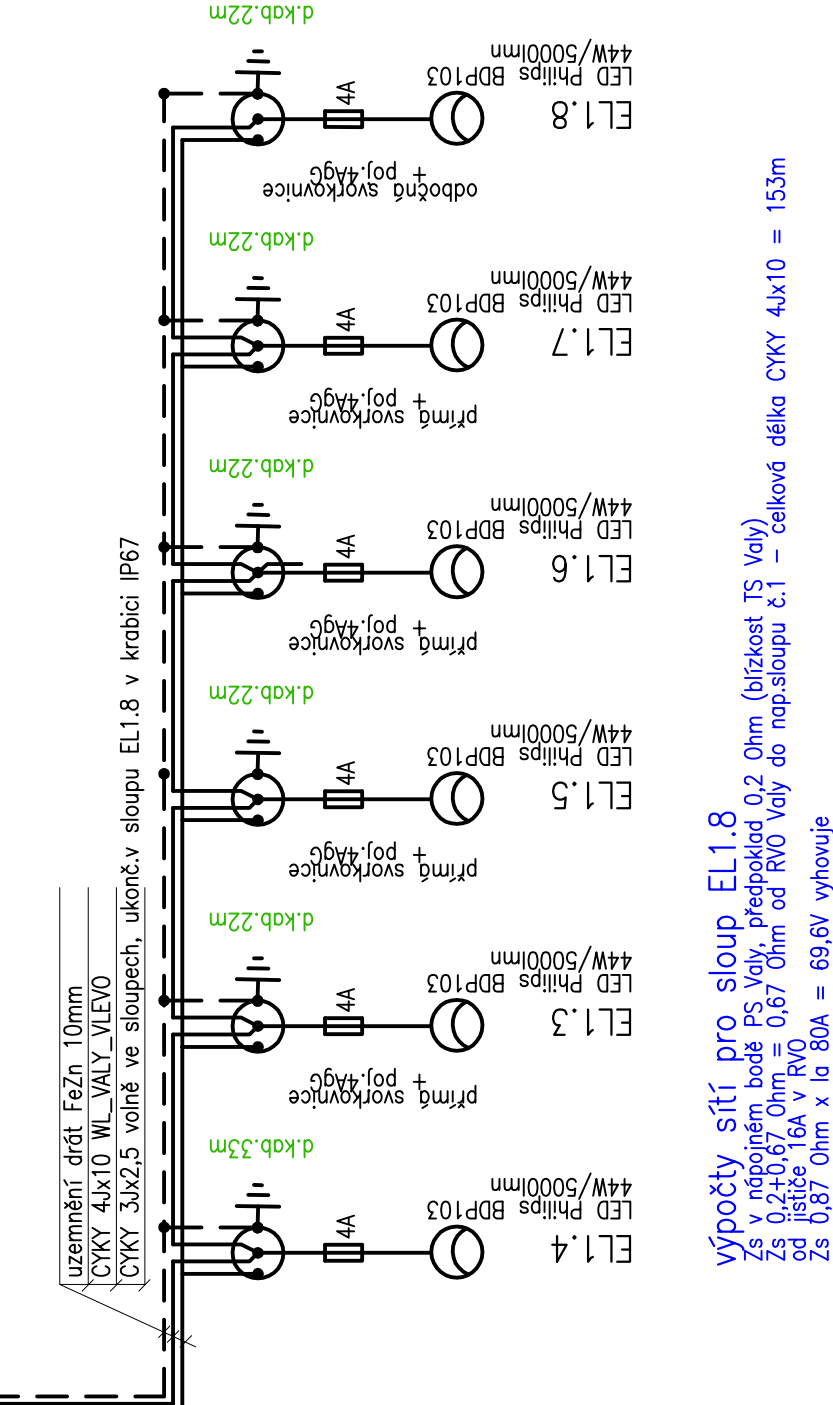 d.kab.22m
44W/5000lmn
LED Philips BDP103
EL1.8
4A
odbočná svorkovnice
+ poj.4AgG
d.kab.22m
44W/5000lmn
LED Philips BDP103
EL1.7
4A
přímá svorkovnice
+ poj.4AgG
d.kab.22m
44W/5000lmn
LED Philips BDP103
EL1.6
4A
přímá svorkovnice
+ poj.4AgG
d.kab.22m
44W/5000lmn
LED Philips BDP103
EL1.5
4A
přímá svorkovnice
+ poj.4AgG
d.kab.22m
44W/5000lmn
LED Philips BDP103
EL1.3
4A
přímá svorkovnice
+ poj.4AgG
d.kab.33m
44W/5000lmn
LED Philips BDP103
EL1.4
4A
uzemnění drát FeZn 10mm
CYKY 4Jx10 WL_VALY_VLEVO
CYKY 3Jx2,5 volně ve sloupech, ukonč.v sloupu EL1.8 v krabici IP67
výpočty sítí pro sloup EL1.8
Zs v nápojném bodě PS Valy, předpoklad 0,2 Ohm (blízkost TS Valy)
Zs 0,2+0,67 Ohm = 0,67 Ohm od RVO Valy do nap.sloupu č.1 – celková délka CYKY 4Jx10 = 153m
od jističe 16A v RVO
Zs 0,87 Ohm x Ia 80A = 69,6V vyhovuje